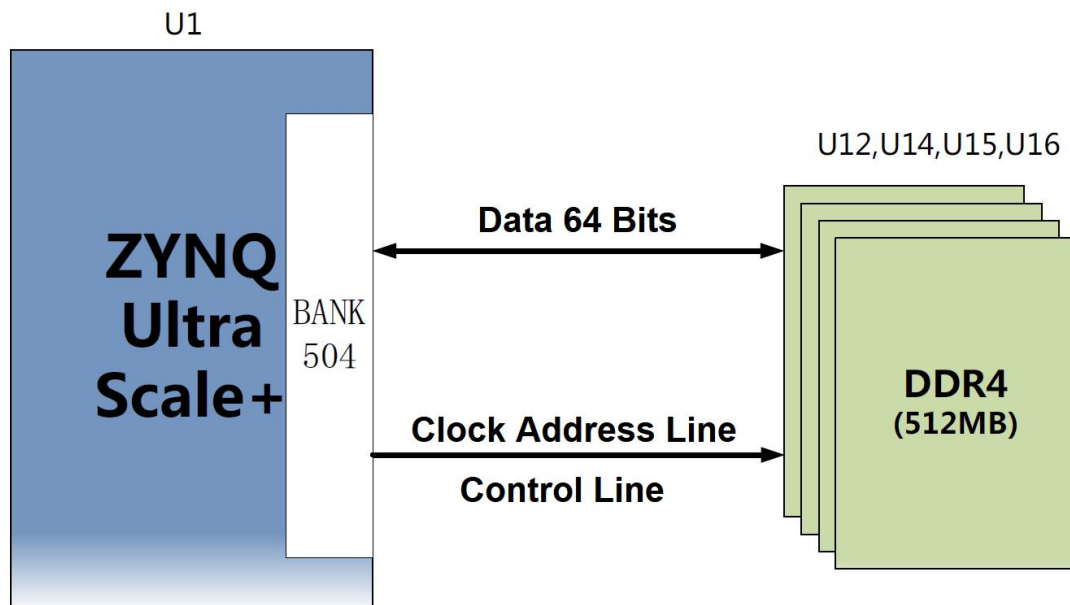 U1
ZYNQ
Ultra
Scale+
BANK
504
Data 64 Bits
Clock Address Line
Control Line
U12,U14,U15,U16
DDR4
(512MB)